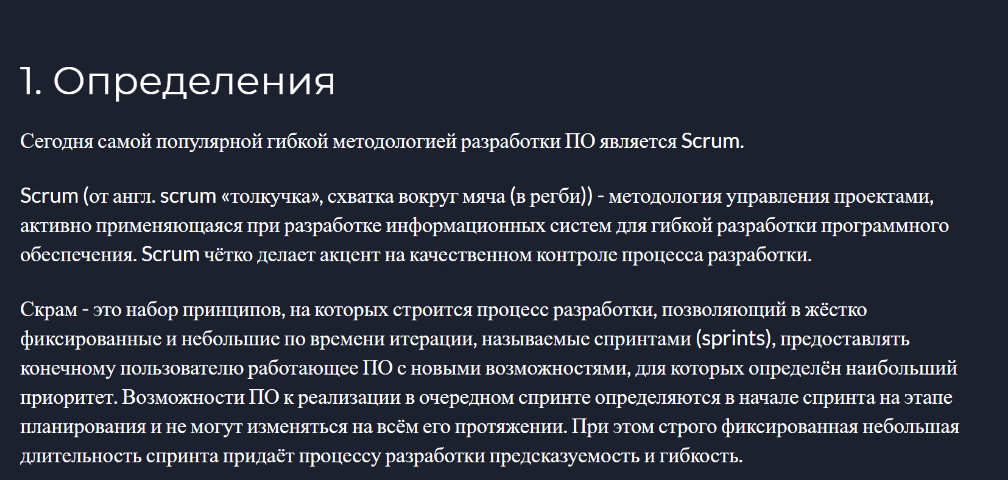 1. Определения
Сегодня самой популярной гибкой методологией разработки ПО является Scrum.
Scrum (от англ. scrum «толкучка», схватка вокруг мяча (в регби)) - методология управления проектами,
активно применяющаяся при разработке информационных систем для гибкой разработки программного
обеспечения. Scrum чётко делает акцент на качественном контроле процесса разработки.
Скрам - это набор принципов, на которых строится процесс разработки, позволяющий в жёстко
фиксированные и небольшие по времени итерации, называемые спринтами (sprints), предоставлять
конечному пользователю работающее ПО с новыми возможностями, для которых определён наибольший
приоритет. Возможности ПО к реализации в очередном спринте определяются в начале спринта на этапе
планирования и не могут изменяться на всём его протяжении. При этом строго фиксированная небольшая
длительность спринта придаёт процессу разработки предсказуемость и гибкость.